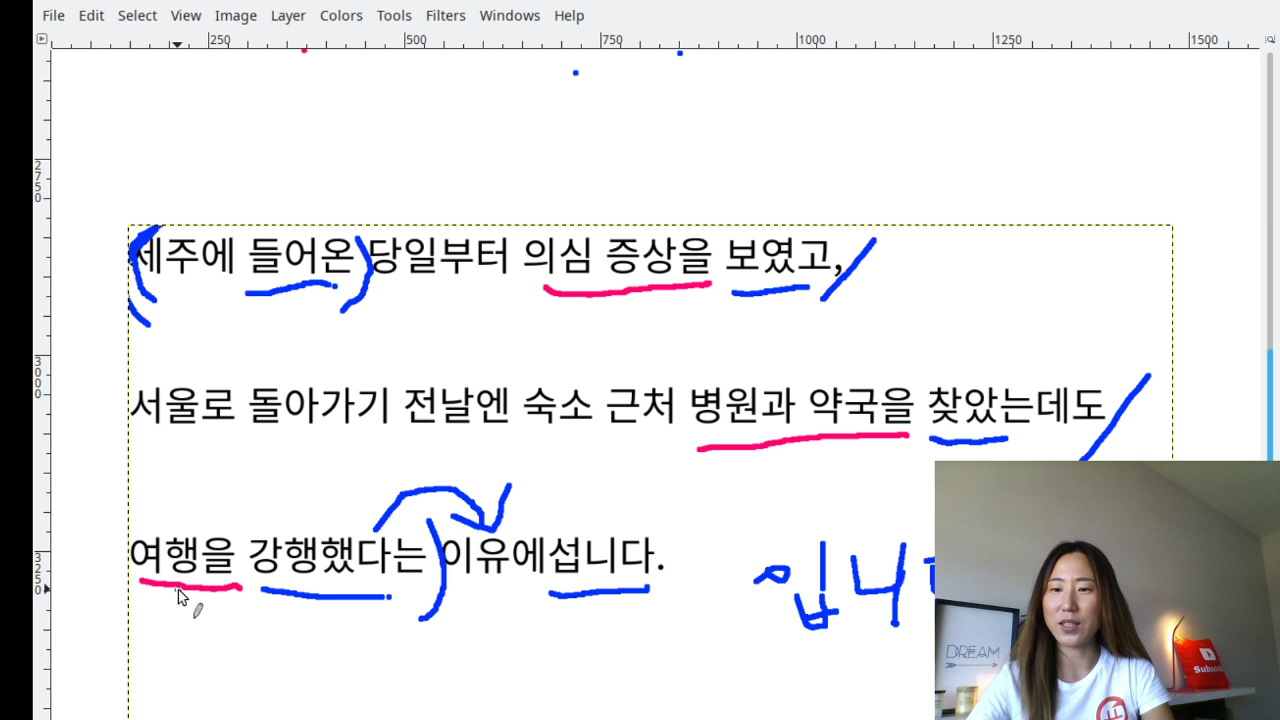 File Edit Select View Image Layer Colors Tools Filters Windows Help
250 500 750 1000 1250 1500
2750
3000
3250
제주에 들어온 당일부터 의심 증상을 보였고,
서울로 돌아가기 전날엔 숙소 근처 병원과 약국을 찾았는데도
여행을 강행했다는 이유에섭니다.
입니
DREAM
Subscribe